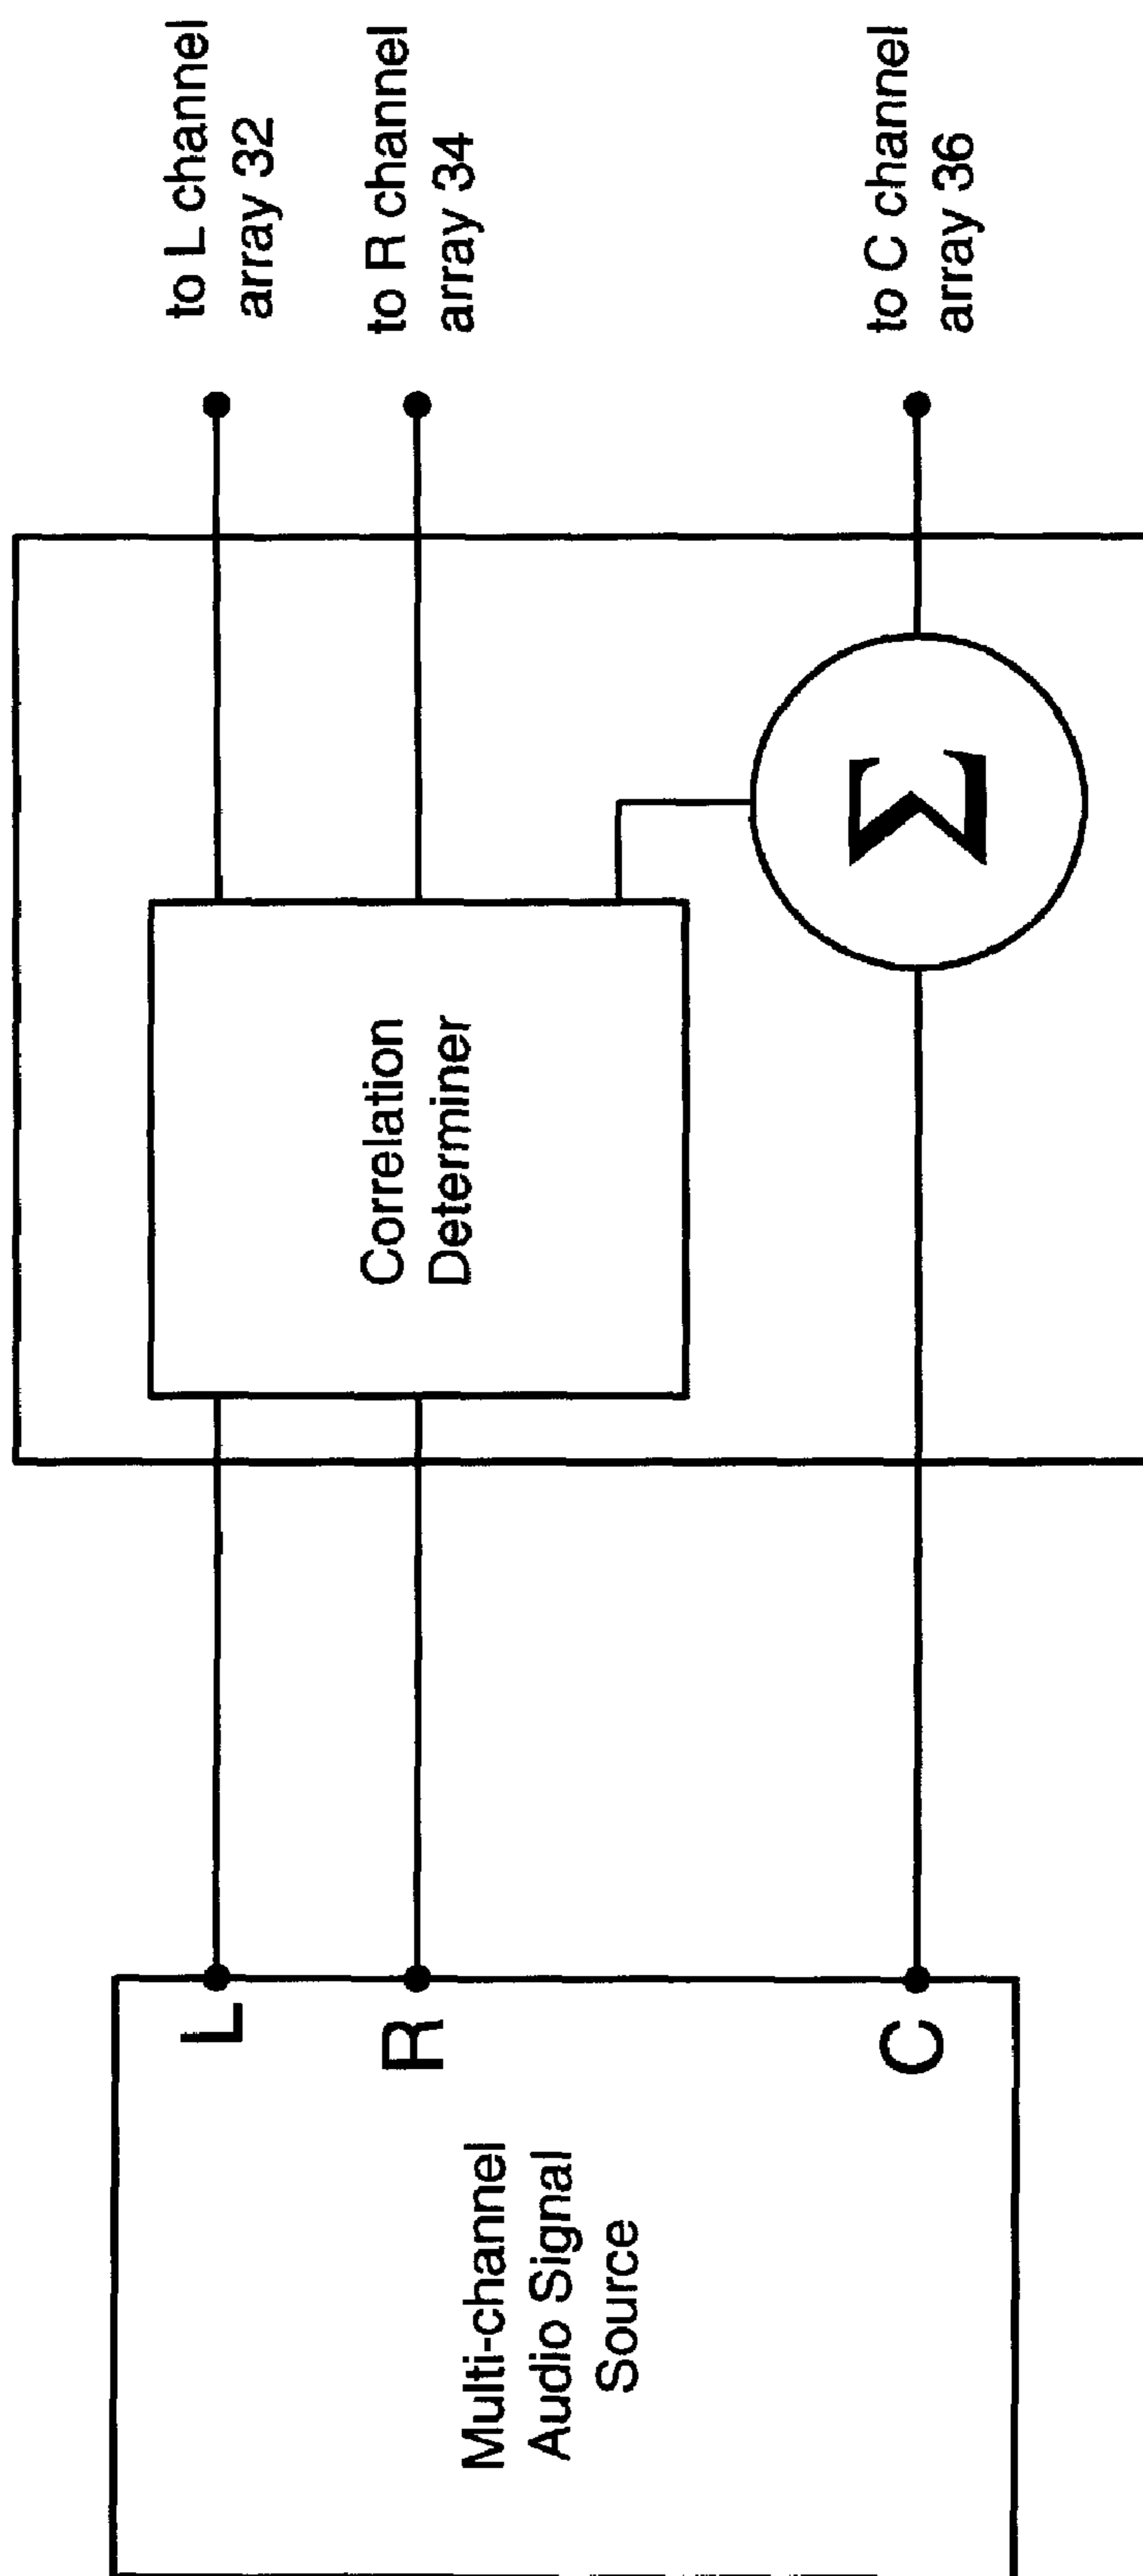 Multi-channel
Audio Signal
Source
L
R
C
Correlation
Determiner
Σ
to L channel
array 32
to R channel
array 34
to C channel
array 36